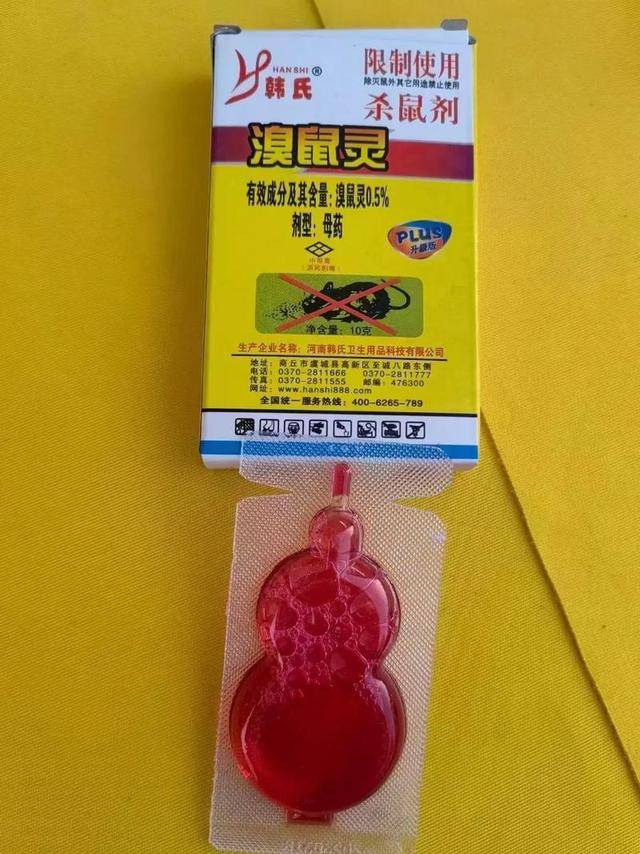 HANSHI®
韩氏
限制使用
除灭鼠外其它用途禁止使用
杀鼠剂
溴鼠灵
有效成分及其含量：溴鼠灵0.5%
剂型：母药
PLUS
升级版
中等毒
（原药剧毒）
净含量：10克
生产企业名称：河南韩氏卫生用品科技有限公司
地址：商丘市虞城县高新区至诚八路东侧
电话：0370-2811666 0370-2811777
传真：0370-2811555 邮编：476300
网址：www.hanshi888.com
全国统一服务热线：400-6265-789